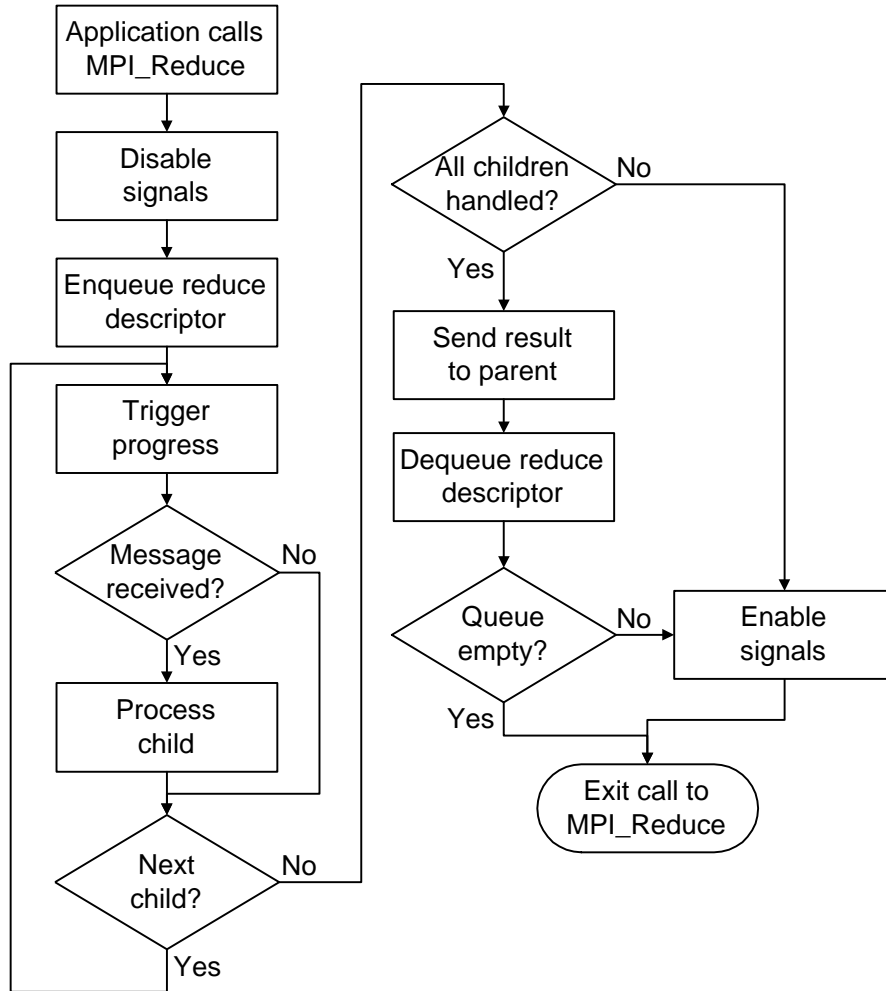 Application calls
MPI_Reduce
Disable
signals
Enqueue reduce
descriptor
Trigger
progress
Message
received?
No
Yes
Process
child
Next
child?
No
Yes
All children
handled?
No
Yes
Send result
to parent
Dequeue reduce
descriptor
Queue
empty?
No
Yes
Enable
signals
Exit call to
MPI_Reduce